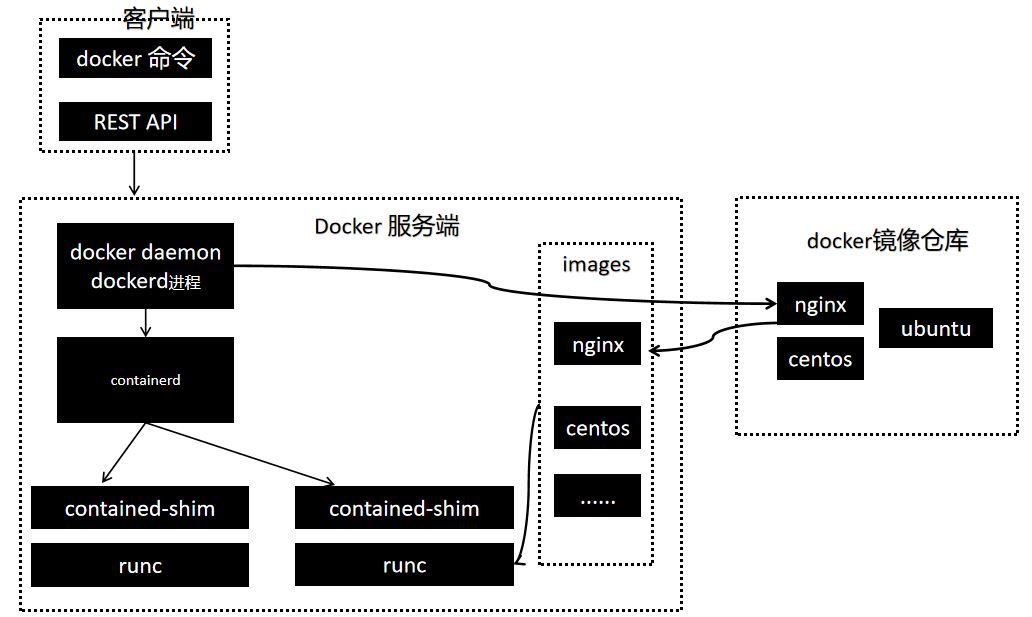 客户端
docker 命令
REST API
Docker 服务端
docker daemon
dockerd进程
containerd
contained-shim
runc
contained-shim
runc
images
nginx
centos
......
docker镜像仓库
nginx
ubuntu
centos